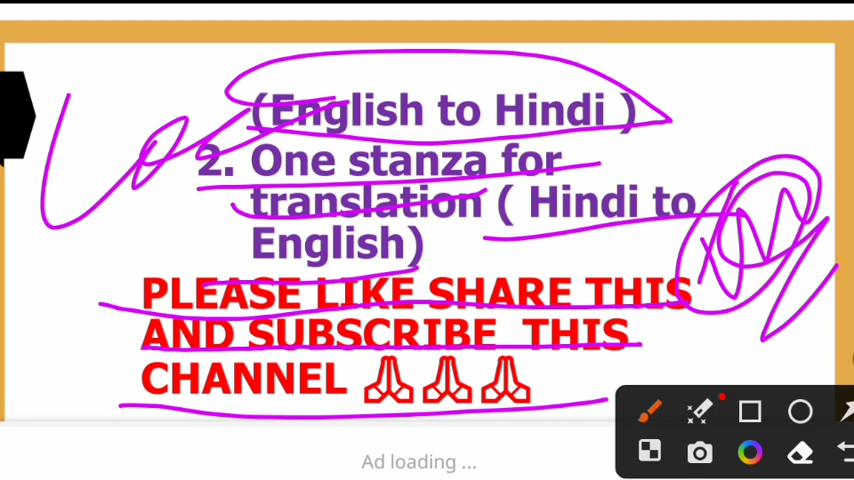 (English to Hindi )
2. One stanza for
translation ( Hindi to
English)
PLEASE LIKE SHARE THIS
AND SUBSCRIBE THIS
CHANNEL 🙏🙏🙏
Ad loading ...